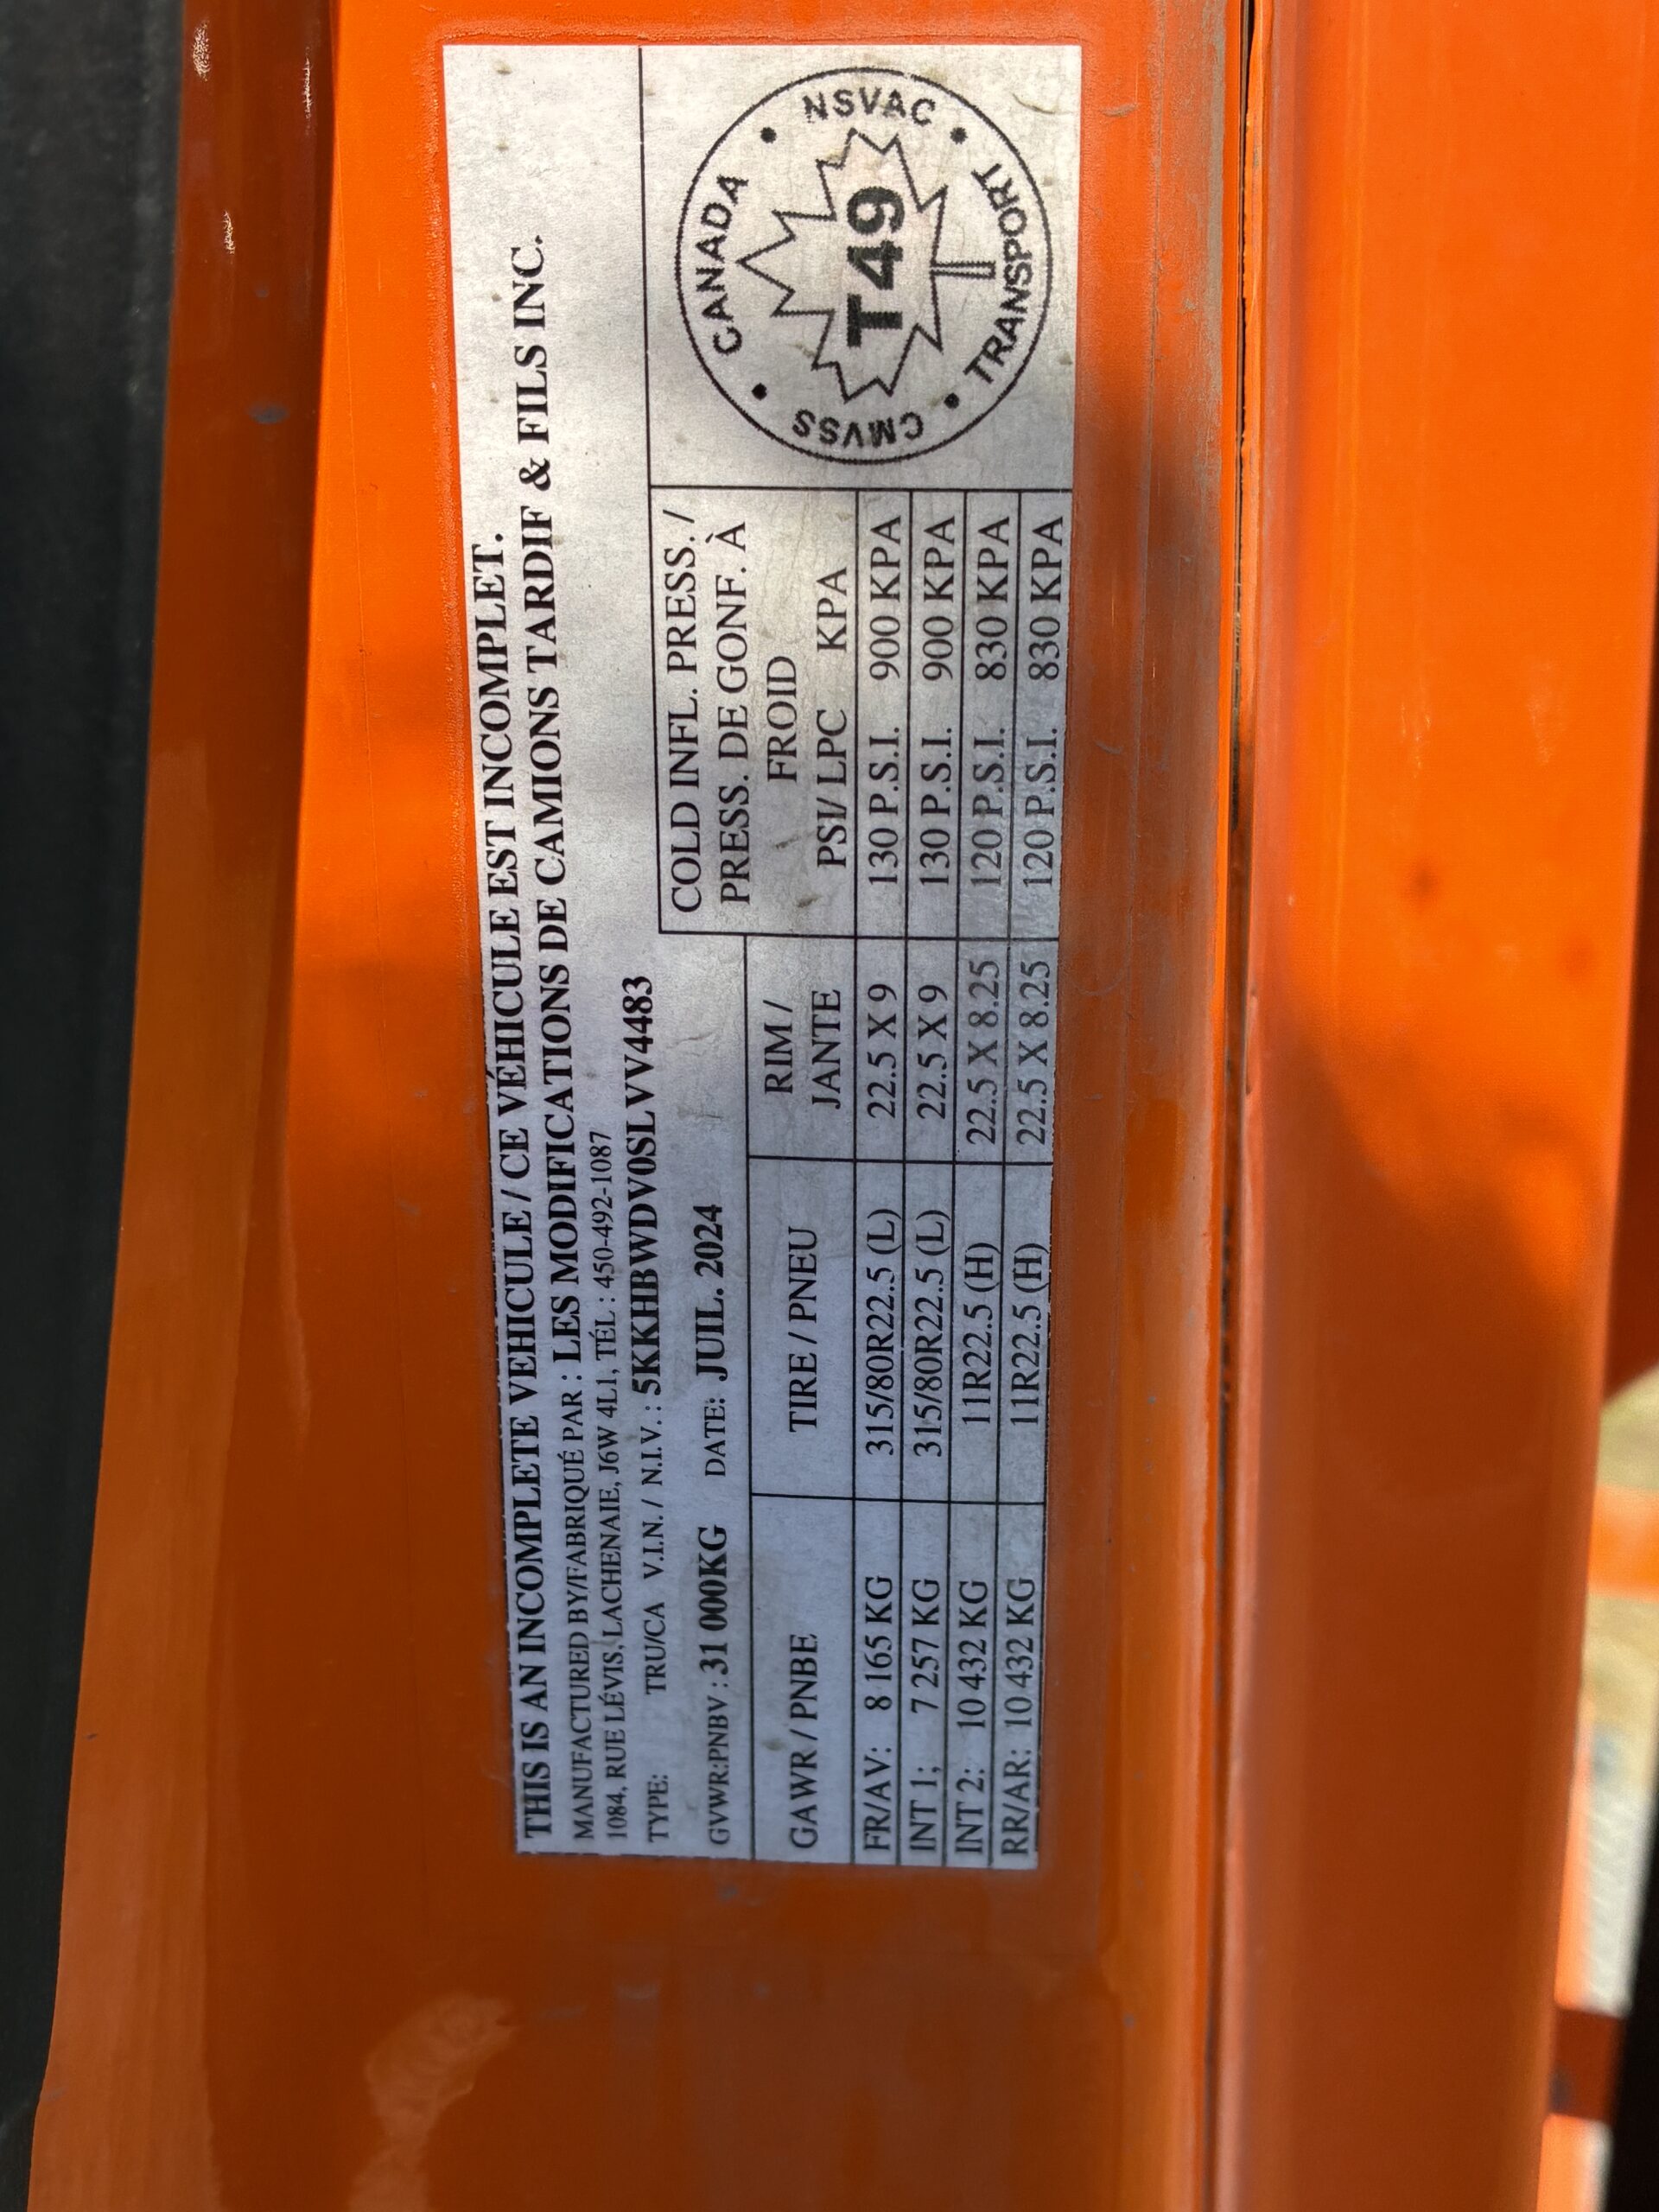 THIS IS AN INCOMPLETE VEHICULE / CE VÉHICULE EST INCOMPLET.
MANUFACTURED BY/FABRIQUÉ PAR : LES MODIFICATIONS DE CAMIONS TARDIF & FILS INC.
1084, RUE LÉVIS, LACHENAIE, J6W 4L1, TÉL : 450-492-1087
TYPE: TRU/CA V.I.N. / N.I.V. : 5KKHBWDV0SLVV4483
GVWR:PNBV : 31 000KG DATE: JUIL. 2024
GAWR / PNBE TIRE / PNEU RIM / JANTE COLD INFL. PRESS. / PRESS. DE GONF. À FROID PSI/ LPC KPA
FR/AV: 8 165 KG 315/80R22.5 (L) 22.5 X 9 130 P.S.I. 900 KPA
INT 1; 7 257 KG 315/80R22.5 (L) 22.5 X 9 130 P.S.I. 900 KPA
INT 2: 10 432 KG 11R22.5 (H) 22.5 X 8.25 120 P.S.I. 830 KPA
RR/AR: 10 432 KG 11R22.5 (H) 22.5 X 8.25 120 P.S.I. 830 KPA
CANADA • NSVAC • TRANSPORT • CMVSS •
T49